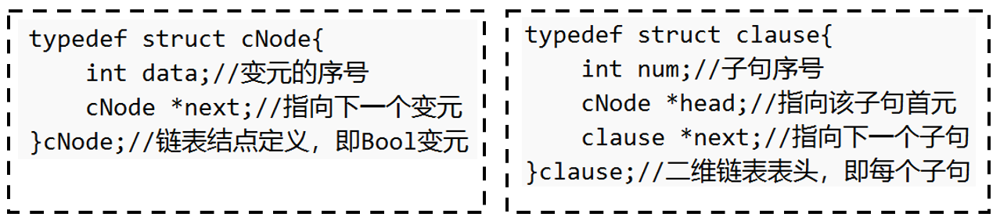 typedef struct cNode{
    int data;//变元的序号
    cNode *next;//指向下一个变元
}cNode;//链表结点定义，即Bool变元
typedef struct clause{
    int num;//子句序号
    cNode *head;//指向该子句首元
    clause *next;//指向下一个子句
}clause;//二维链表表头，即每个子句